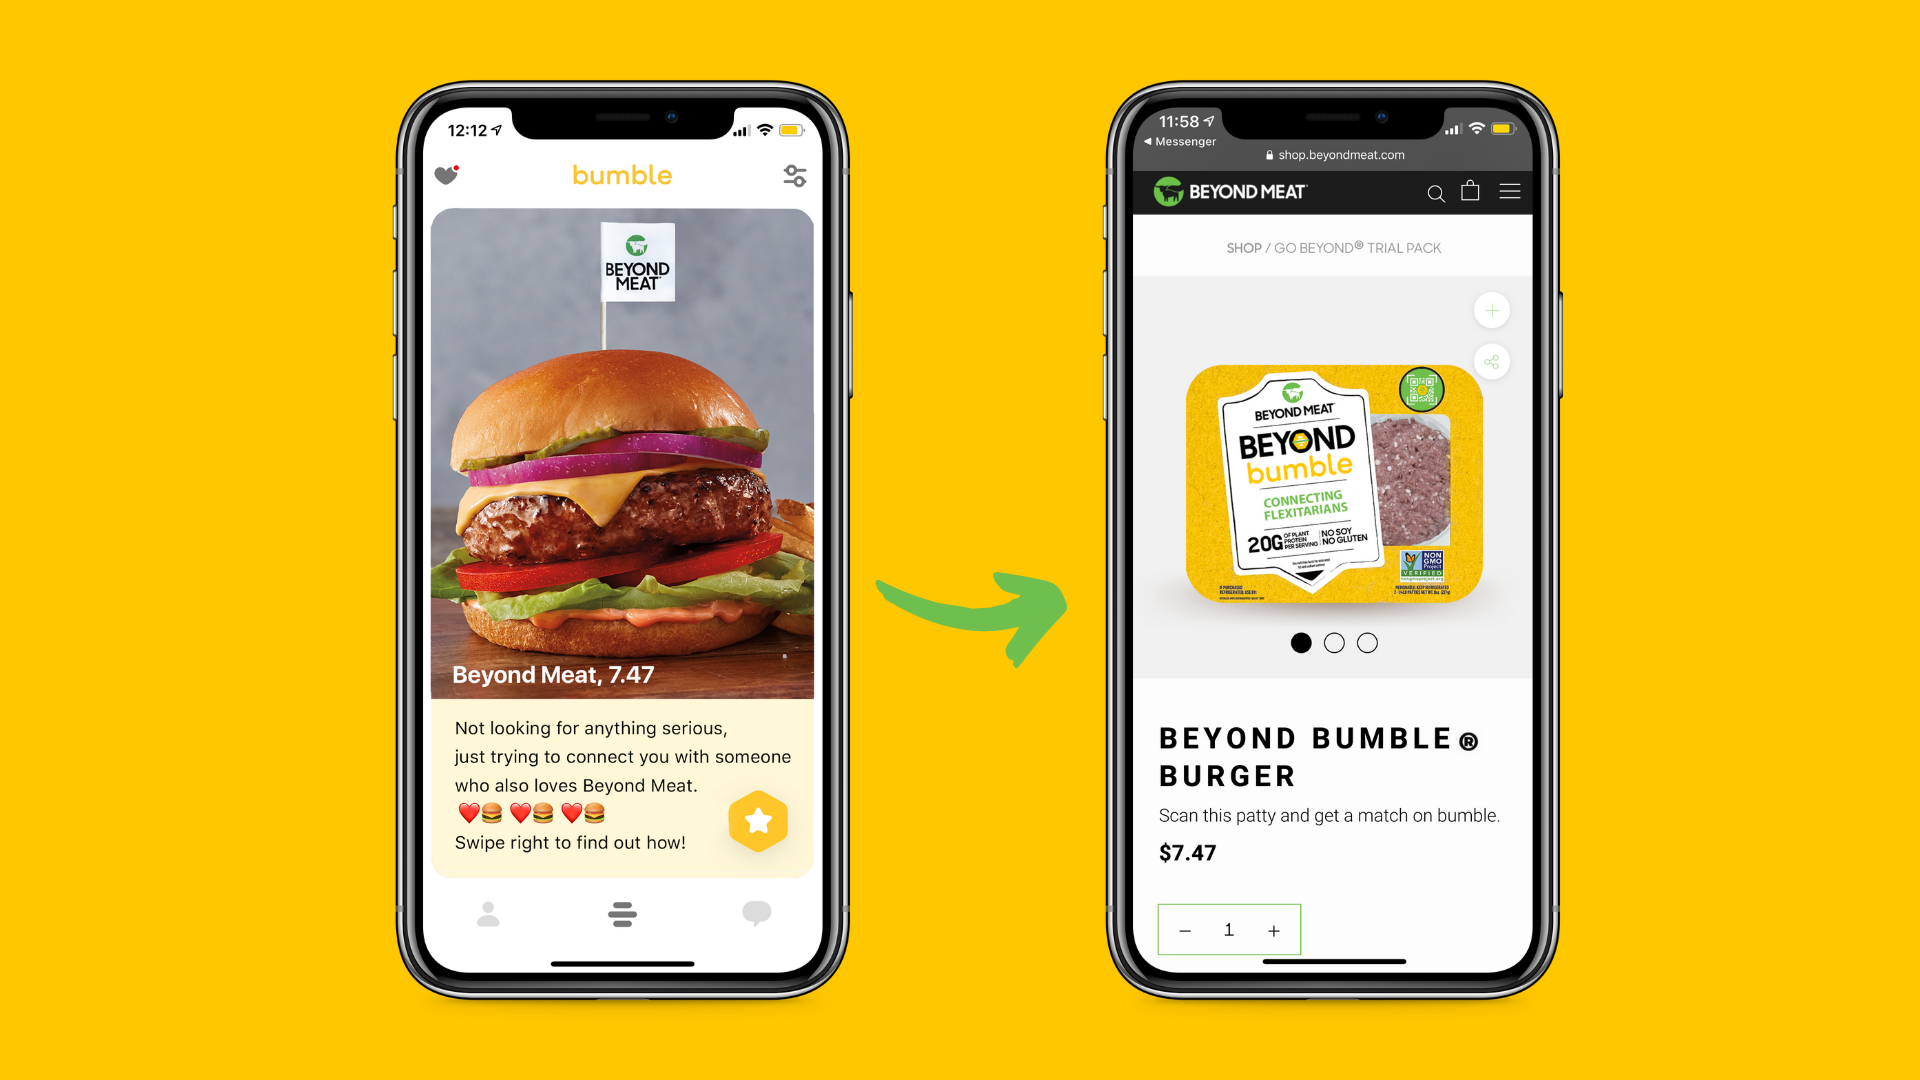 12:12
bumble
BEYOND
MEAT
Beyond Meat, 7.47
Not looking for anything serious,
just trying to connect you with someone
who also loves Beyond Meat.
❤️🍔 ❤️🍔 ❤️🍔
Swipe right to find out how!
11:58
◀ Messenger
shop.beyondmeat.com
BEYOND MEAT
SHOP / GO BEYOND® TRIAL PACK
BEYOND MEAT
BEYOND
bumble
CONNECTING
FLEXITARIANS
20G OF PLANT PROTEIN PER SERVING
NO SOY
NO GLUTEN
NON
GMO
Project
VERIFIED
nongmoproject.org
BEYOND BUMBLE®
BURGER
Scan this patty and get a match on bumble.
$7.47
− 1 +